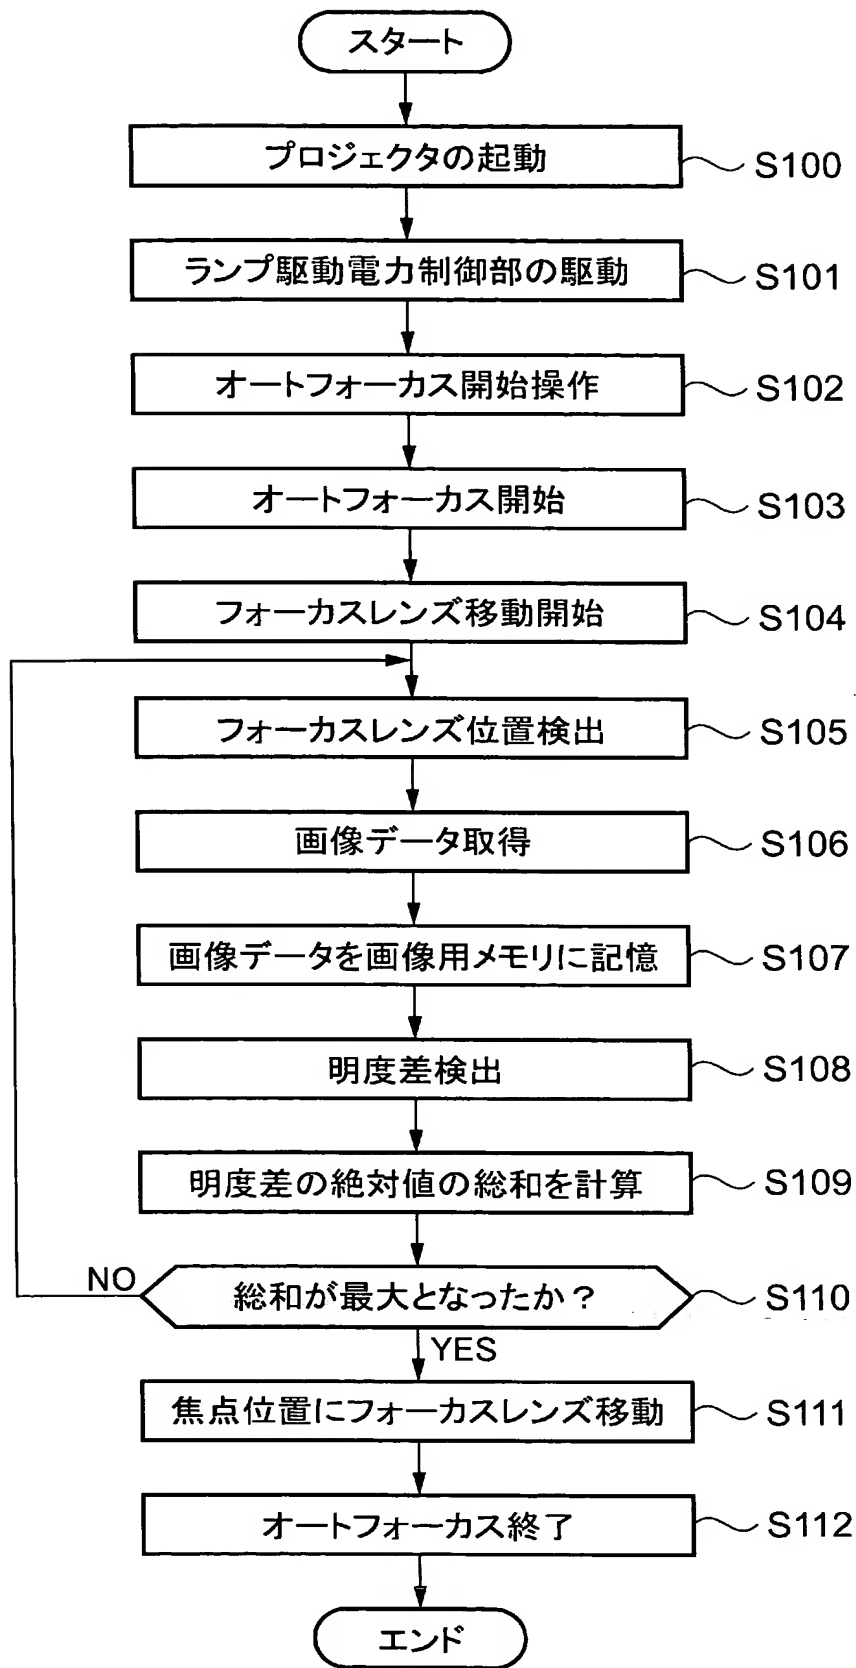 スタート
プロジェクタの起動 S100
ランプ駆動電力制御部の駆動 S101
オートフォーカス開始操作 S102
オートフォーカス開始 S103
フォーカスレンズ移動開始 S104
フォーカスレンズ位置検出 S105
画像データ取得 S106
画像データを画像用メモリに記憶 S107
明度差検出 S108
明度差の絶対値の総和を計算 S109
NO 総和が最大となったか? S110
YES
焦点位置にフォーカスレンズ移動 S111
オートフォーカス終了 S112
エンド